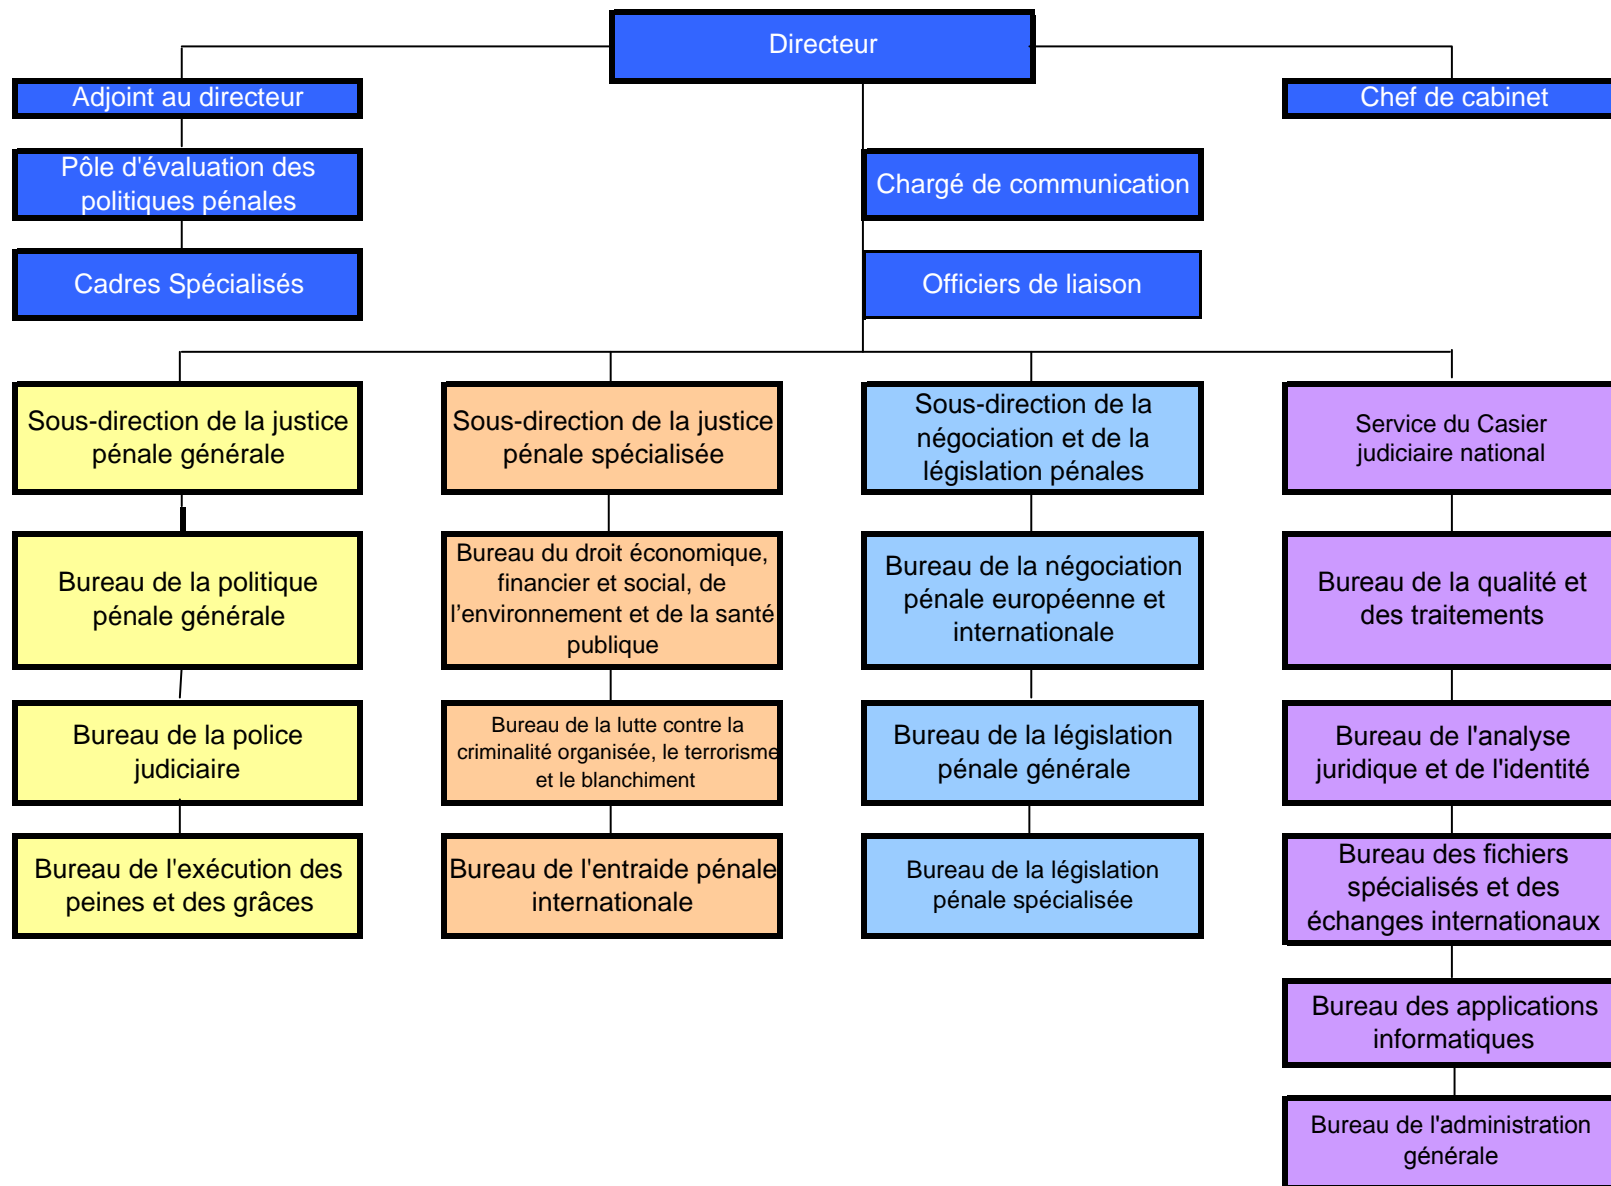 Directeur
Adjoint au directeur
Chef de cabinet
Pôle d'évaluation des
politiques pénales
Chargé de communication
Cadres Spécialisés
Officiers de liaison
Sous-direction de la justice
pénale générale
Sous-direction de la justice
pénale spécialisée
Sous-direction de la
négociation et de la
législation pénales
Service du Casier
judiciaire national
Bureau de la politique
pénale générale
Bureau du droit économique,
financier et social, de
l’environnement et de la santé
publique
Bureau de la négociation
pénale européenne et
internationale
Bureau de la qualité et
des traitements
Bureau de la police
judiciaire
Bureau de la lutte contre la
criminalité organisée, le terrorisme
et le blanchiment
Bureau de la législation
pénale générale
Bureau de l'analyse
juridique et de l'identité
Bureau de l'exécution des
peines et des grâces
Bureau de l'entraide pénale
internationale
Bureau de la législation
pénale spécialisée
Bureau des fichiers
spécialisés et des
échanges internationaux
Bureau des applications
informatiques
Bureau de l'administration
générale